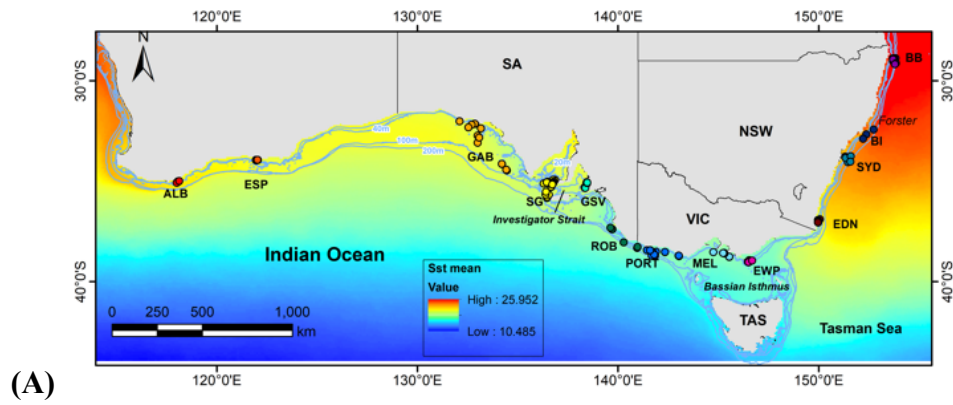 120°0'E 130°0'E 140°0'E 150°0'E
N
SA
BB
30°S
30°0'S
NSW
Forster
BI
40m
100m
200m
20m
GAB
SYD
ALB
ESP
SG
GSV
VIC
EDN
Investigator Strait
Indian Ocean
ROB
PORT
MEL
EWP
Bassian Isthmus
Sst mean
Value
High : 25.952
Low : 10.485
40°0'S
40°0'S
TAS
Tasman Sea
0 250 500 1,000
km
120°0'E 130°0'E 140°0'E 150°0'E
(A)